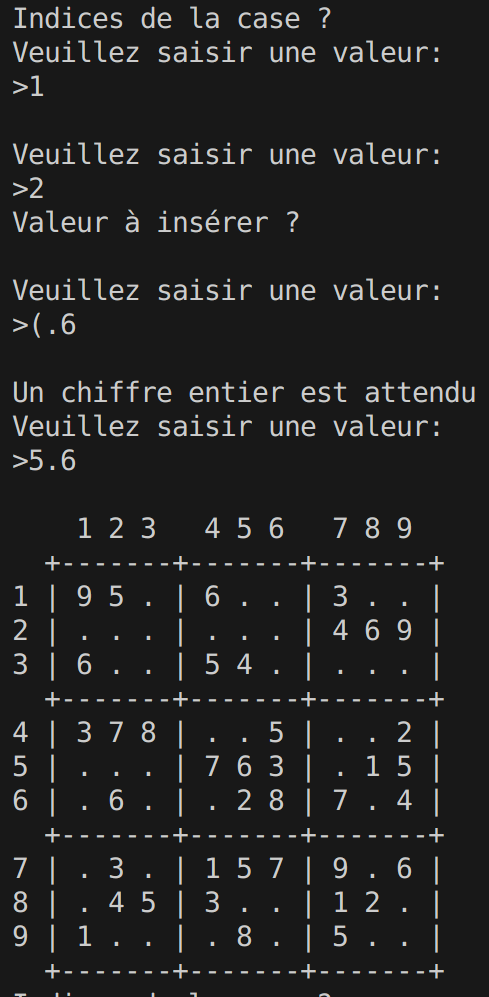 Indices de la case ?
Veuillez saisir une valeur:
>1
Veuillez saisir une valeur:
>2
Valeur à insérer ?
Veuillez saisir une valeur:
>(.6
Un chiffre entier est attendu
Veuillez saisir une valeur:
>5.6
1 2 3   4 5 6   7 8 9
+-------+-------+-------+
1 | 9 5 . | 6 . . | 3 . . |
2 | . . . | . . . | 4 6 9 |
3 | 6 . . | 5 4 . | . . . |
+-------+-------+-------+
4 | 3 7 8 | . . 5 | . . 2 |
5 | . . . | 7 6 3 | . 1 5 |
6 | . 6 . | . 2 8 | 7 . 4 |
+-------+-------+-------+
7 | . 3 . | 1 5 7 | 9 . 6 |
8 | . 4 5 | 3 . . | 1 2 . |
9 | 1 . . | . 8 . | 5 . . |
+-------+-------+-------+